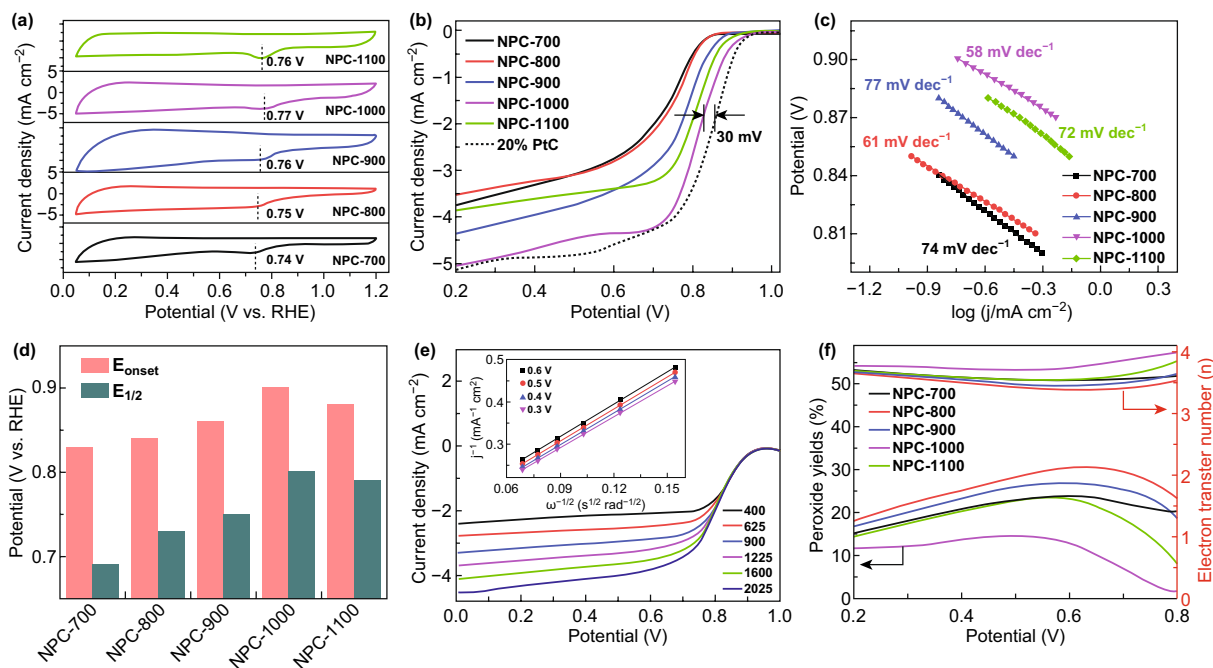 (a)
0.76 V
NPC-1100
5
0
−5
0.77 V
NPC-1000
0.76 V
NPC-900
5
0
−5
0.75 V
NPC-800
0.74 V
NPC-700
0.0 0.2 0.4 0.6 0.8 1.0 1.2
Potential (V vs. RHE)
Current density (mA cm−2)
(b)
NPC-700
NPC-800
NPC-900
NPC-1000
NPC-1100
20% PtC
30 mV
0
−1
−2
−3
−4
−5
0.2 0.4 0.6 0.8 1.0
Potential (V)
Current density (mA cm−2)
(c)
58 mV dec−1
77 mV dec−1
72 mV dec−1
61 mV dec−1
74 mV dec−1
NPC-700
NPC-800
NPC-900
NPC-1000
NPC-1100
0.90
0.87
0.84
0.81
−1.2 −0.9 −0.6 −0.3 0.0 0.3
log (j/mA cm−2)
Potential (V)
(d)
Eonset
E1/2
0.9
0.8
0.7
NPC-700
NPC-800
NPC-900
NPC-1000
NPC-1100
Potential (V vs. RHE)
(e)
2
1
0
−1
−2
−3
−4
0.0 0.2 0.4 0.6 0.8 1.0
Potential (V)
Current density (mA cm−2)
0.6 V
0.5 V
0.4 V
0.3 V
0.5
0.4
0.3
0.06 0.09 0.12 0.15
ω−1/2 (s1/2 rad−1/2)
j−1 (mA−1 cm2)
400
625
900
1225
1600
2025
(f)
NPC-700
NPC-800
NPC-900
NPC-1000
NPC-1100
50
40
30
20
10
0
4
3
2
1
0
0.2 0.4 0.6 0.8
Potential (V)
Peroxide yields (%)
Electron transter number (n)